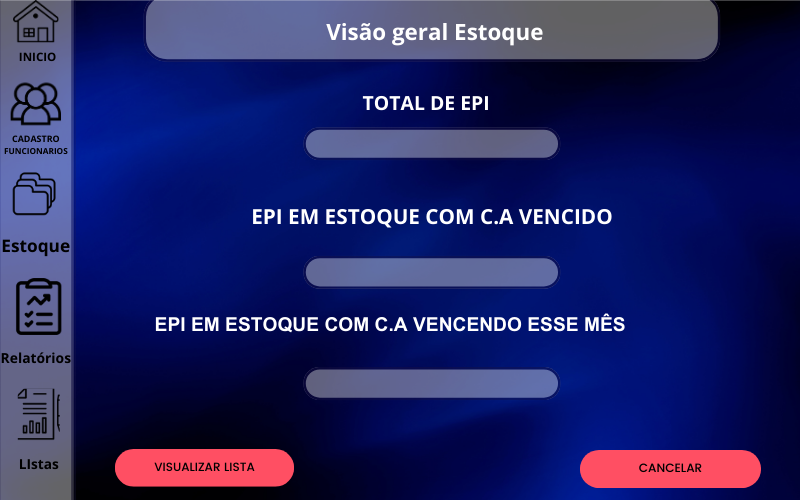 INICIO
CADASTRO
FUNCIONARIOS
Estoque
Relatórios
LIstas
Visão geral Estoque
TOTAL DE EPI
EPI EM ESTOQUE COM C.A VENCIDO
EPI EM ESTOQUE COM C.A VENCENDO ESSE MÊS
VISUALIZAR LISTA
CANCELAR